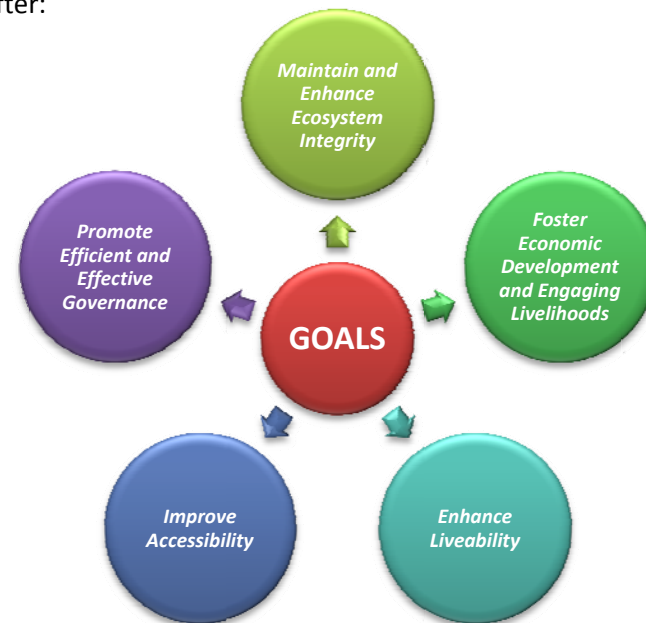 Maintain and
Enhance
Ecosystem
Integrity
Foster
Economic
Development
and Engaging
Livelihoods
Enhance
Liveability
Improve
Accessibility
Promote
Efficient and
Effective
Governance
GOALS